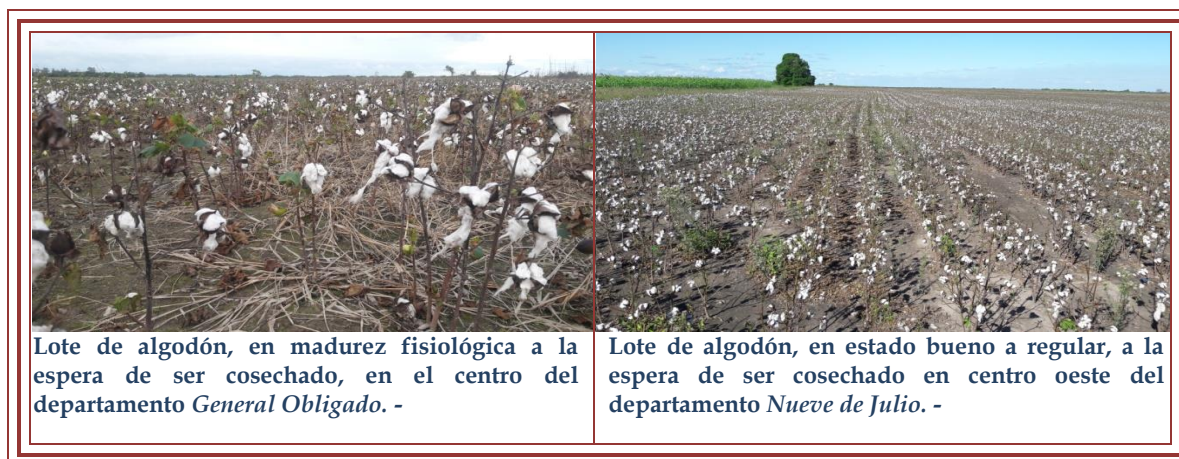 Lote de algodón, en madurez fisiológica a la
espera de ser cosechado, en el centro del
departamento General Obligado. -
Lote de algodón, en estado bueno a regular, a la
espera de ser cosechado en centro oeste del
departamento Nueve de Julio. -